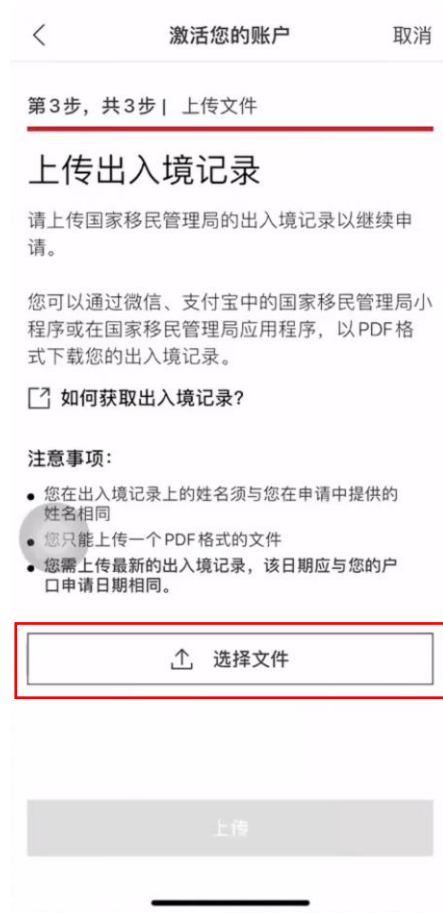 激活您的账户
取消
第3步，共3步 | 上传文件
上传出入境记录
请上传国家移民管理局的出入境记录以继续申
请。
您可以通过微信、支付宝中的国家移民管理局小
程序或在国家移民管理局应用程序，以PDF格
式下载您的出入境记录。
如何获取出入境记录?
注意事项：
• 您在出入境记录上的姓名须与您在申请中提供的
姓名相同
• 您只能上传一个PDF格式的文件
• 您需上传最新的出入境记录，该日期应与您的户
口申请日期相同。
选择文件
上传